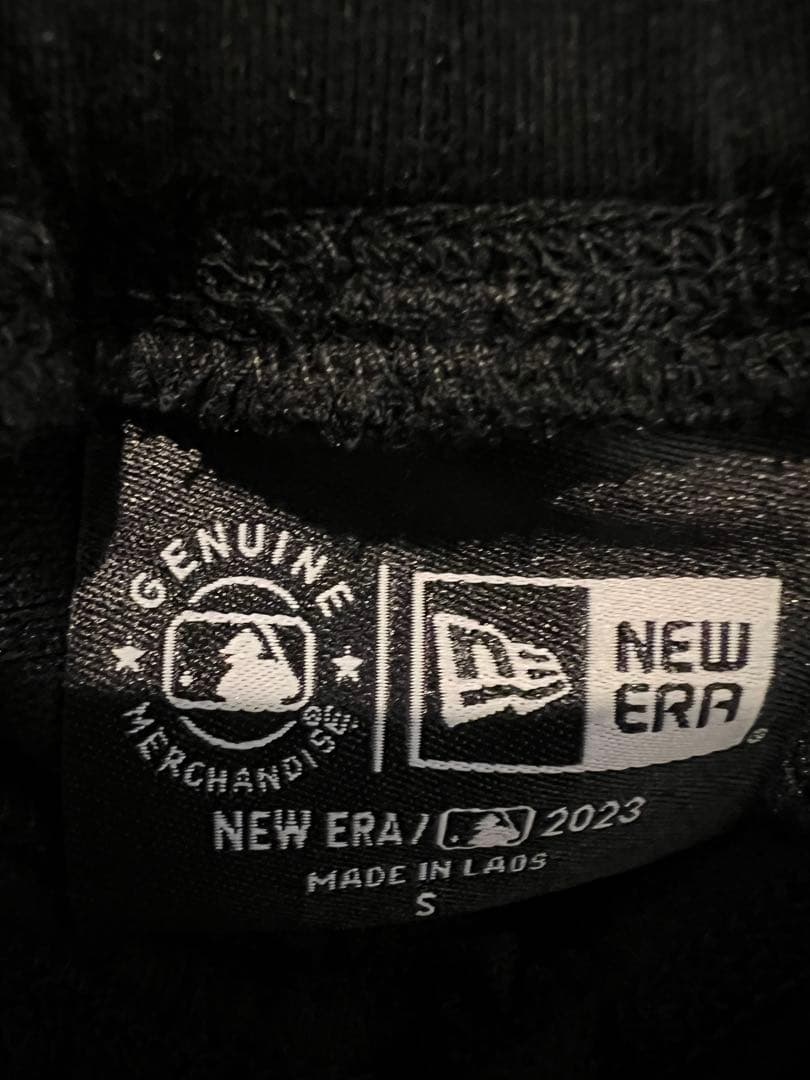 GENUINE
MERCHANDISE
NEW
ERA
®
NEW ERA / 2023
MADE IN LAOS
S